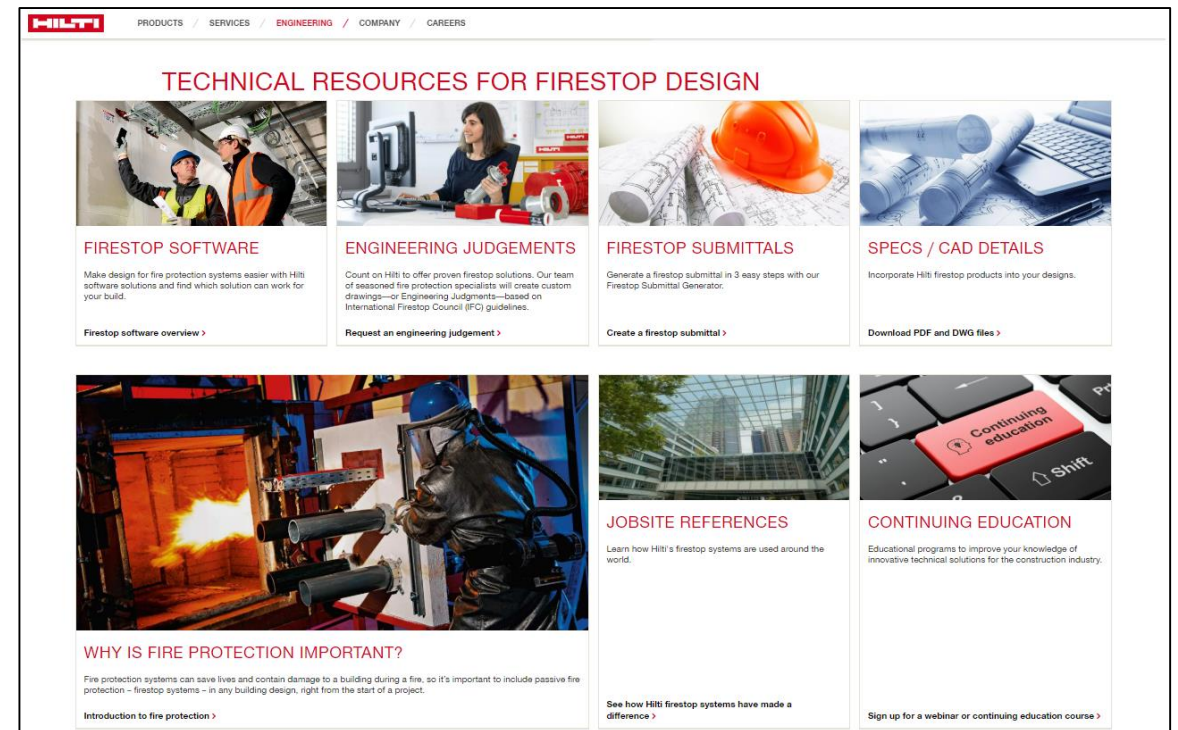 HILTI
PRODUCTS / SERVICES / ENGINEERING / COMPANY / CAREERS
TECHNICAL RESOURCES FOR FIRESTOP DESIGN
FIRESTOP SOFTWARE
Make design for fire protection systems easier with Hilti
software solutions and find which solution can work for
your build.
Firestop software overview >
ENGINEERING JUDGEMENTS
Count on Hilti to offer proven firestop solutions. Our team
of seasoned fire protection specialists will create custom
drawings—or Engineering Judgments—based on
International Firestop Council (IFC) guidelines.
Request an engineering judgement >
FIRESTOP SUBMITTALS
Generate a firestop submittal in 3 easy steps with our
Firestop Submittal Generator.
Create a firestop submittal >
SPECS / CAD DETAILS
Incorporate Hilti firestop products into your designs.
Download PDF and DWG files >
WHY IS FIRE PROTECTION IMPORTANT?
Fire protection systems can save lives and contain damage to a building during a fire, so it's important to include passive fire
protection – firestop systems – in any building design, right from the start of a project.
Introduction to fire protection >
JOBSITE REFERENCES
Learn how Hilti's firestop systems are used around the
world.
See how Hilti firestop systems have made a
difference >
Continuing
education
Shift
CONTINUING EDUCATION
Educational programs to improve your knowledge of
innovative technical solutions for the construction industry.
Sign up for a webinar or continuing education course >